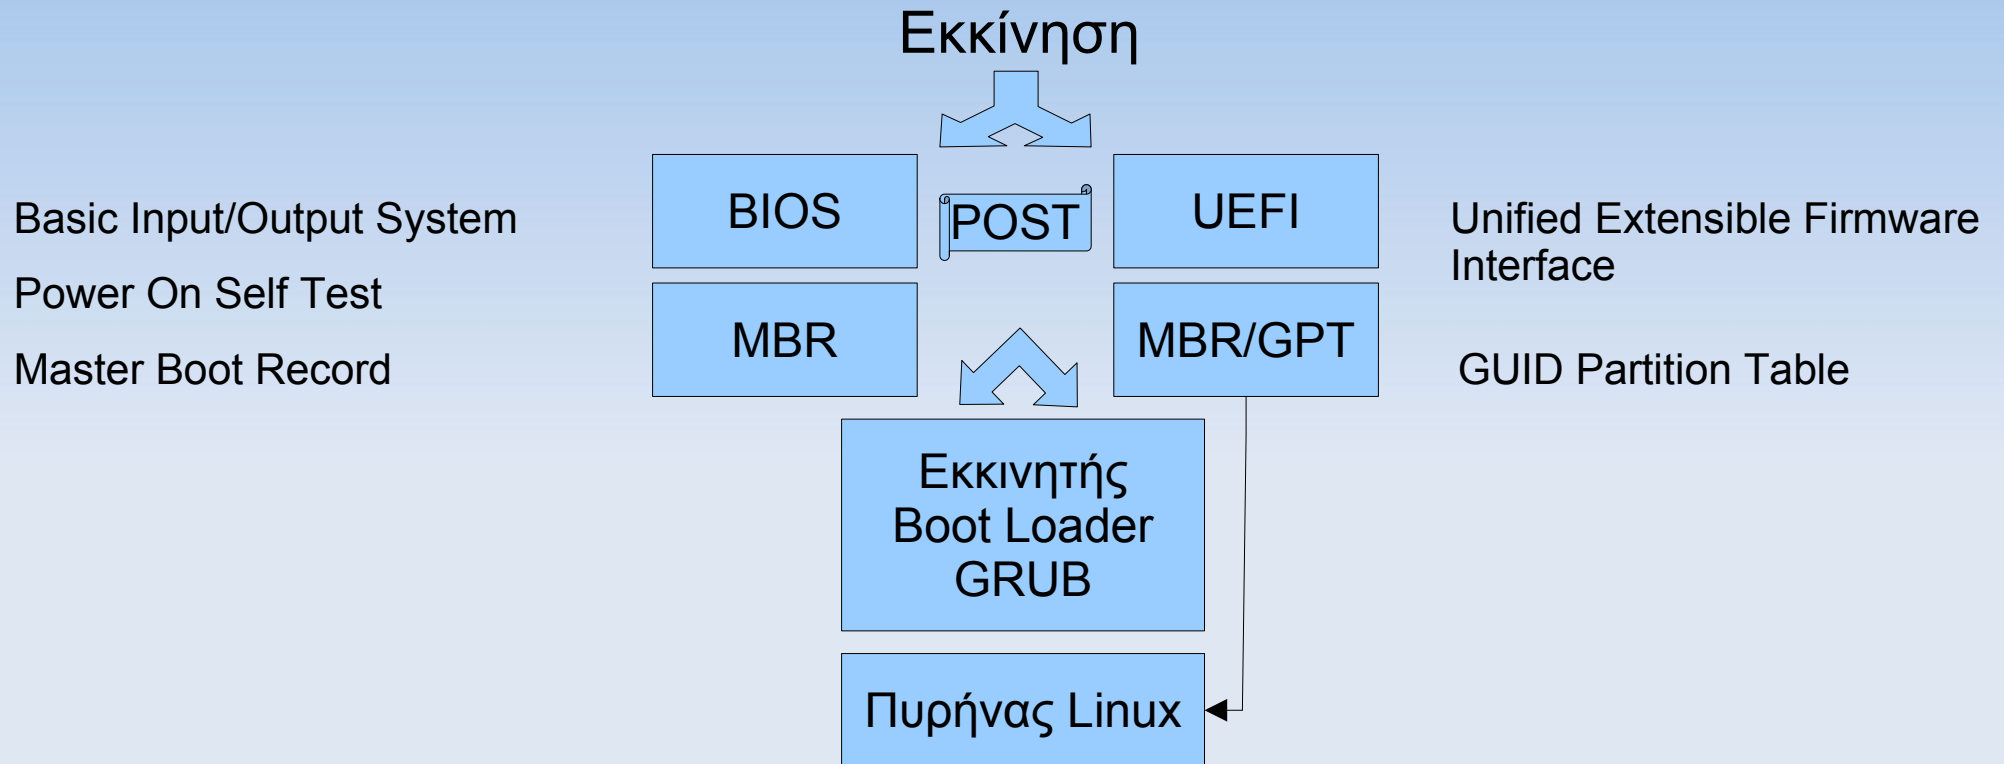 Εκκίνηση
BIOS
POST
UEFI
Basic Input/Output System
Unified Extensible Firmware
Interface
Power On Self Test
MBR
MBR/GPT
Master Boot Record
GUID Partition Table
Εκκινητής
Boot Loader
GRUB
Πυρήνας Linux